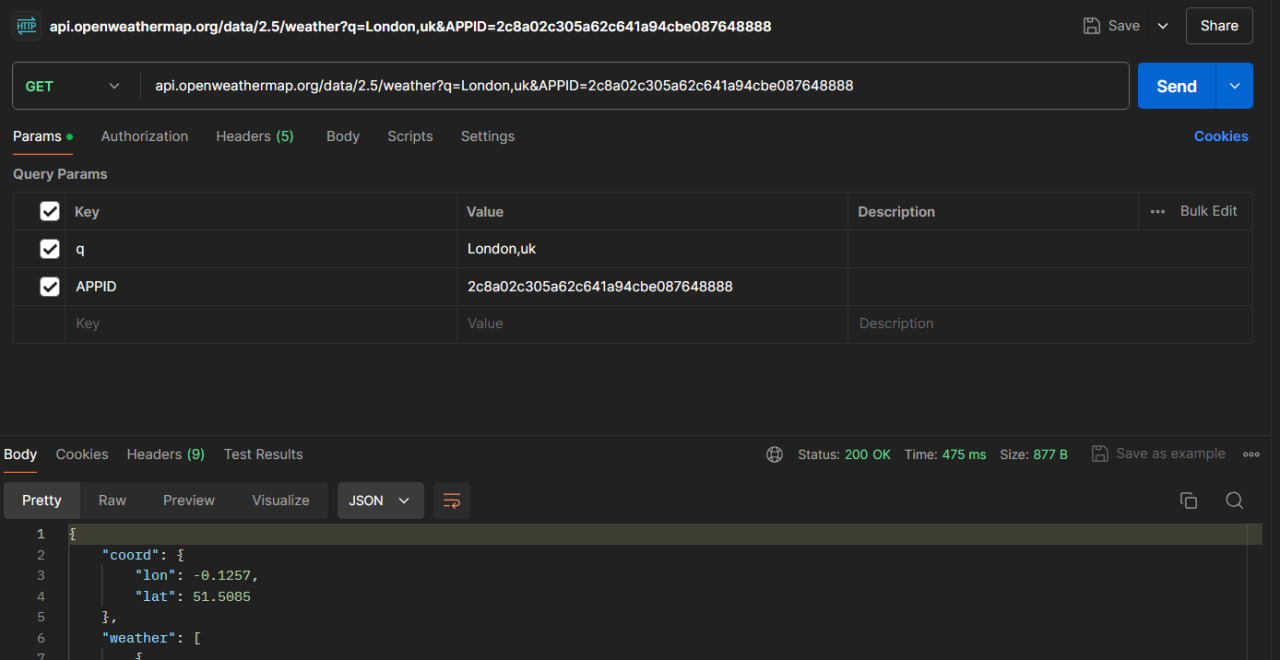 HTTP api.openweathermap.org/data/2.5/weather?q=London,uk&APPID=2c8a02c305a62c641a94cbe087648888 Save Share
GET api.openweathermap.org/data/2.5/weather?q=London,uk&APPID=2c8a02c305a62c641a94cbe087648888 Send
Params Authorization Headers (5) Body Scripts Settings Cookies
Query Params
Key Value Description Bulk Edit
q London,uk
APPID 2c8a02c305a62c641a94cbe087648888
Key Value Description
Body Cookies Headers (9) Test Results Status: 200 OK Time: 475 ms Size: 877 B Save as example
Pretty Raw Preview Visualize JSON
1 {
2 "coord": {
3 "lon": -0.1257,
4 "lat": 51.5085
5 },
6 "weather": [
7 {